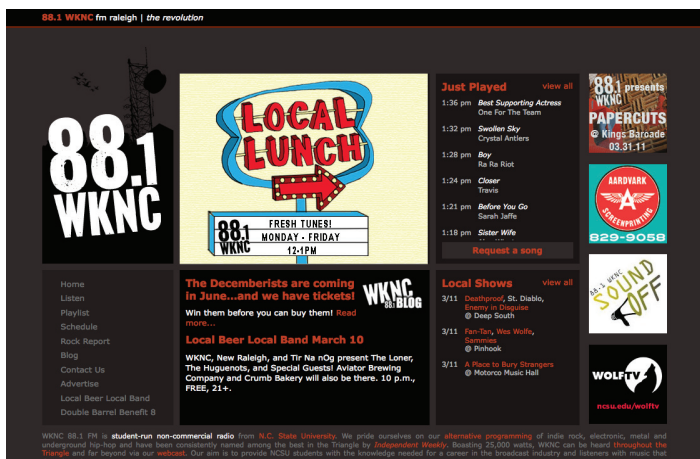 88.1 WKNC fm raleigh | the revolution
88.1
WKNC
LOCAL
LUNCH
88.1
WKNC
FRESH TUNES!
MONDAY - FRIDAY
12-1PM
Just Played
view all
1:36 pm Best Supporting Actress
One For The Team
1:32 pm Swollen Sky
Crystal Antlers
1:28 pm Boy
Ra Ra Riot
1:24 pm Closer
Travis
1:21 pm Before You Go
Sarah Jaffe
1:18 pm Sister Wife
Request a song
88.1 presents
WKNC
PAPERCUTS
@ Kings Barcade
03.31.11
AARDVARK
A
SCREENPRINTING
829-9058
88.1 WKNC
SOUND
OFF
WOLFTV
ncsu.edu/wolftv
Home
Listen
Playlist
Schedule
Rock Report
Blog
Contact Us
Advertise
Local Beer Local Band
Double Barrel Benefit 8
The Decemberists are coming
in June...and we have tickets!
WKNC
88.1 BLOG
Win them before you can buy them! Read
more...
Local Beer Local Band March 10
WKNC, New Raleigh, and Tir Na nOg present The Loner,
The Huguenots, and Special Guests! Aviator Brewing
Company and Crumb Bakery will also be there. 10 p.m.,
FREE, 21+.
Local Shows
view all
3/11 Deathproof, St. Diablo,
Enemy in Disguise
@ Deep South
3/11 Fan-Tan, Wes Wolfe,
Sammies
@ Pinhook
3/11 A Place to Bury Strangers
@ Motorco Music Hall
WKNC 88.1 FM is student-run non-commercial radio from N.C. State University. We pride ourselves on our alternative programming of indie rock, electronic, metal and
underground hip-hop and have been consistently named among the best in the Triangle by Independent Weekly. Boasting 25,000 watts, WKNC can be heard throughout the
Triangle and far beyond via our webcast. Our aim is to provide NCSU students with the knowledge needed for a career in the broadcast industry and listeners with music that